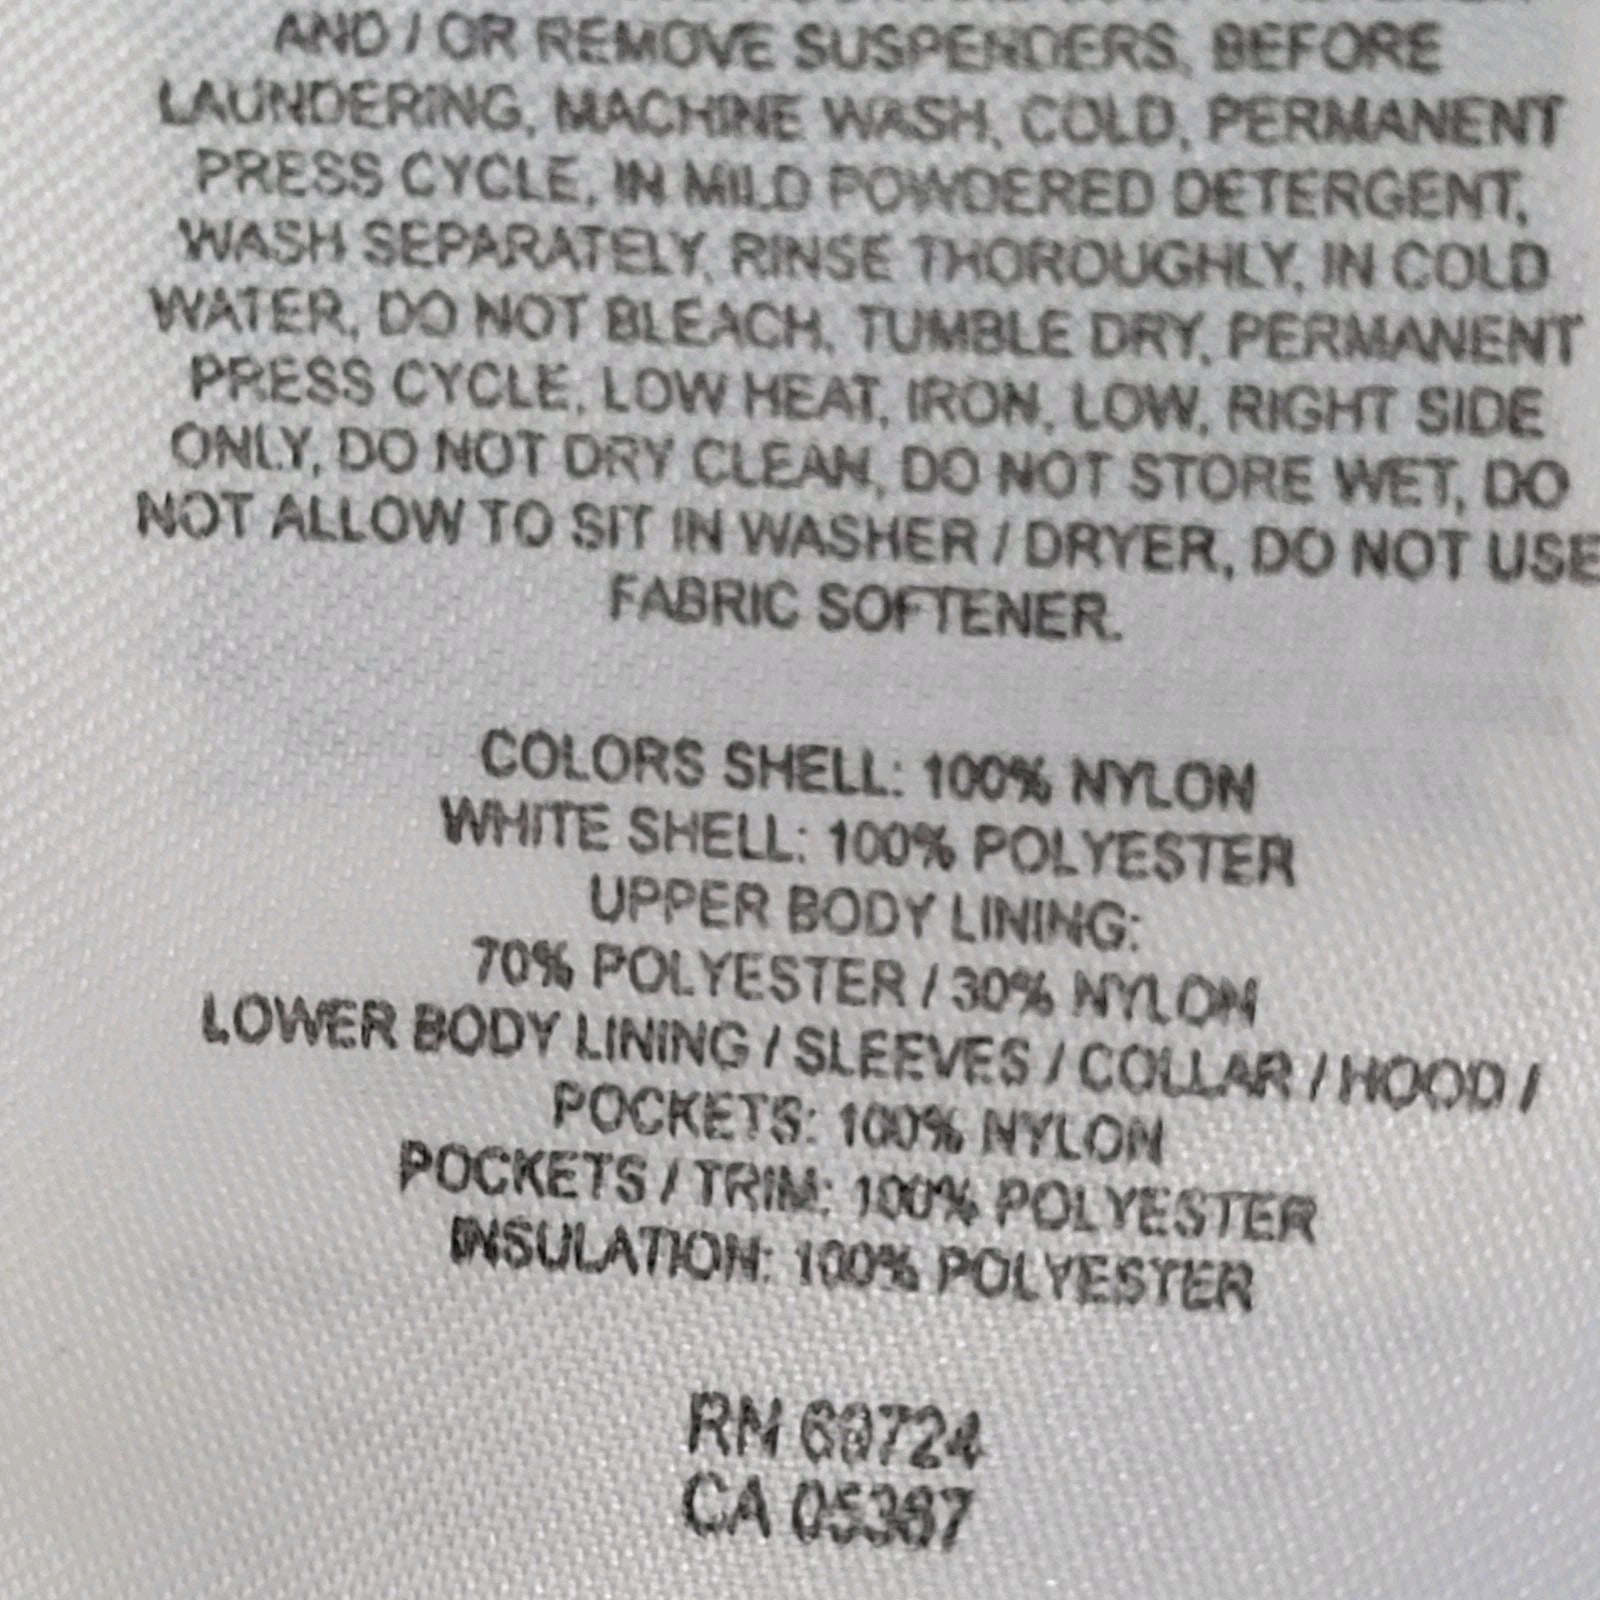 AND / OR REMOVE SUSPENDERS, BEFORE
LAUNDERING, MACHINE WASH, COLD, PERMANENT
PRESS CYCLE, IN MILD POWDERED DETERGENT,
WASH SEPARATELY, RINSE THOROUGHLY, IN COLD
WATER, DO NOT BLEACH, TUMBLE DRY, PERMANENT
PRESS CYCLE, LOW HEAT, IRON, LOW, RIGHT SIDE
ONLY, DO NOT DRY CLEAN, DO NOT STORE WET, DO
NOT ALLOW TO SIT IN WASHER / DRYER, DO NOT USE
FABRIC SOFTENER.
COLORS SHELL: 100% NYLON
WHITE SHELL: 100% POLYESTER
UPPER BODY LINING:
70% POLYESTER / 30% NYLON
LOWER BODY LINING / SLEEVES / COLLAR / HOOD /
POCKETS: 100% NYLON
POCKETS / TRIM: 100% POLYESTER
INSULATION: 100% POLYESTER
RN 69724
CA 05367